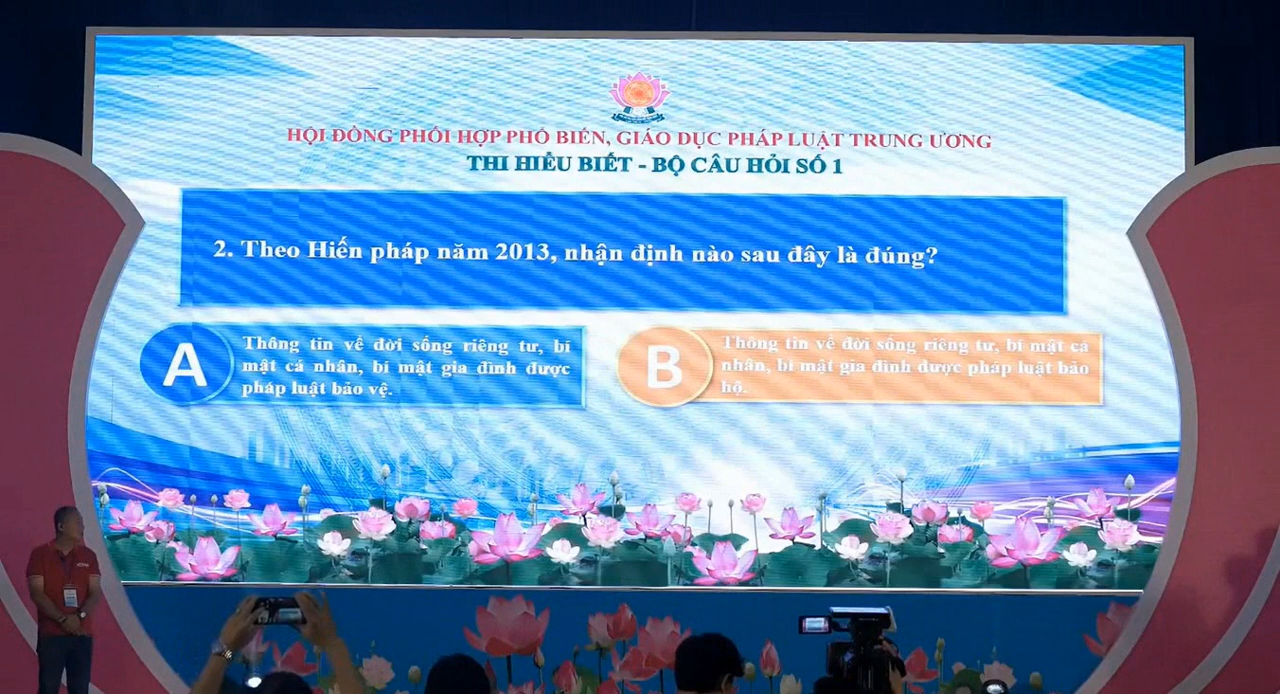 HỘI ĐỒNG PHỐI HỢP PHỔ BIẾN, GIÁO DỤC PHÁP LUẬT TRUNG ƯƠNG
THI HIỂU BIẾT - BỘ CÂU HỎI SỐ 1
2. Theo Hiến pháp năm 2013, nhận định nào sau đây là đúng?
A
Thông tin về đời sống riêng tư, bí
mật cá nhân, bí mật gia đình được
pháp luật bảo vệ.
B
Thông tin về đời sống riêng tư, bí mật cá
nhân, bí mật gia đình được pháp luật bảo
hộ.